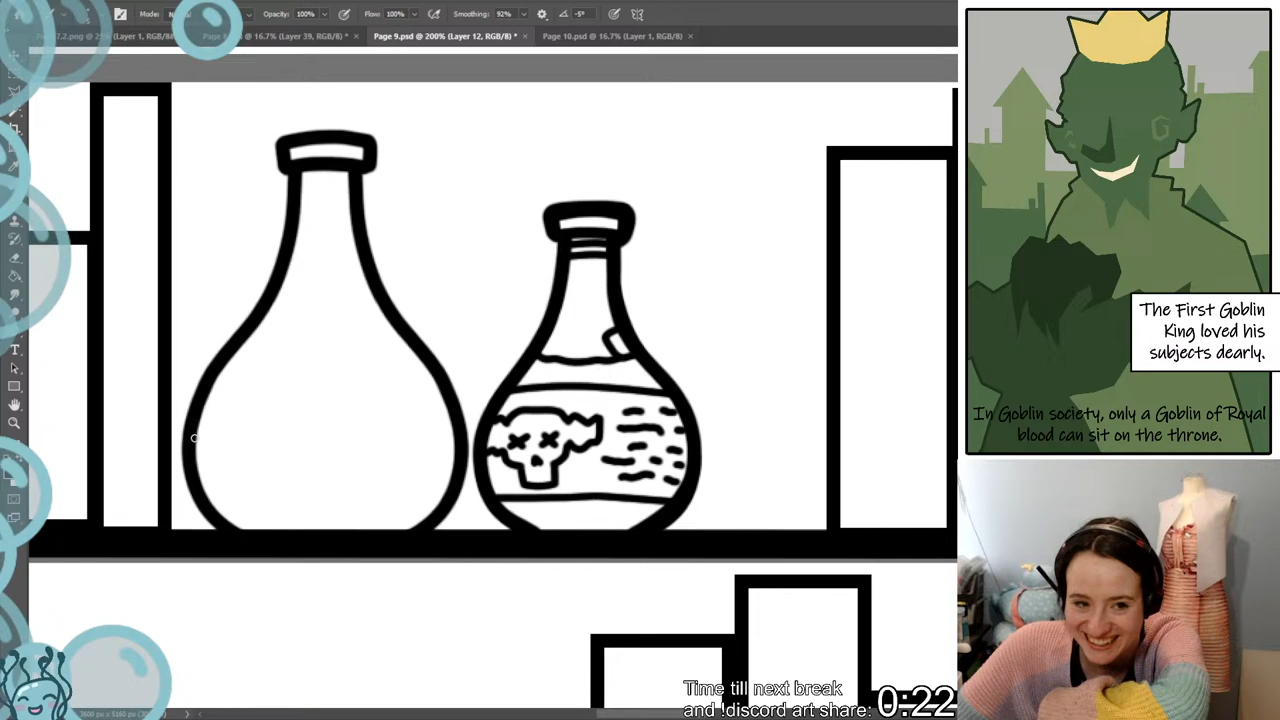 Mode:
Opacity: 100%
Flow: 100%
Smoothing: 92%
-5°
Page 9.psd @ 200% (Layer 12, RGB/8) *
Page 10.psd @ 16.7% (Layer 1, RGB/8)
The First Goblin
King loved his
subjects dearly.
In Goblin society, only a Goblin of Royal
blood can sit on the throne.
Time till next break
and !discord art share: 0:22